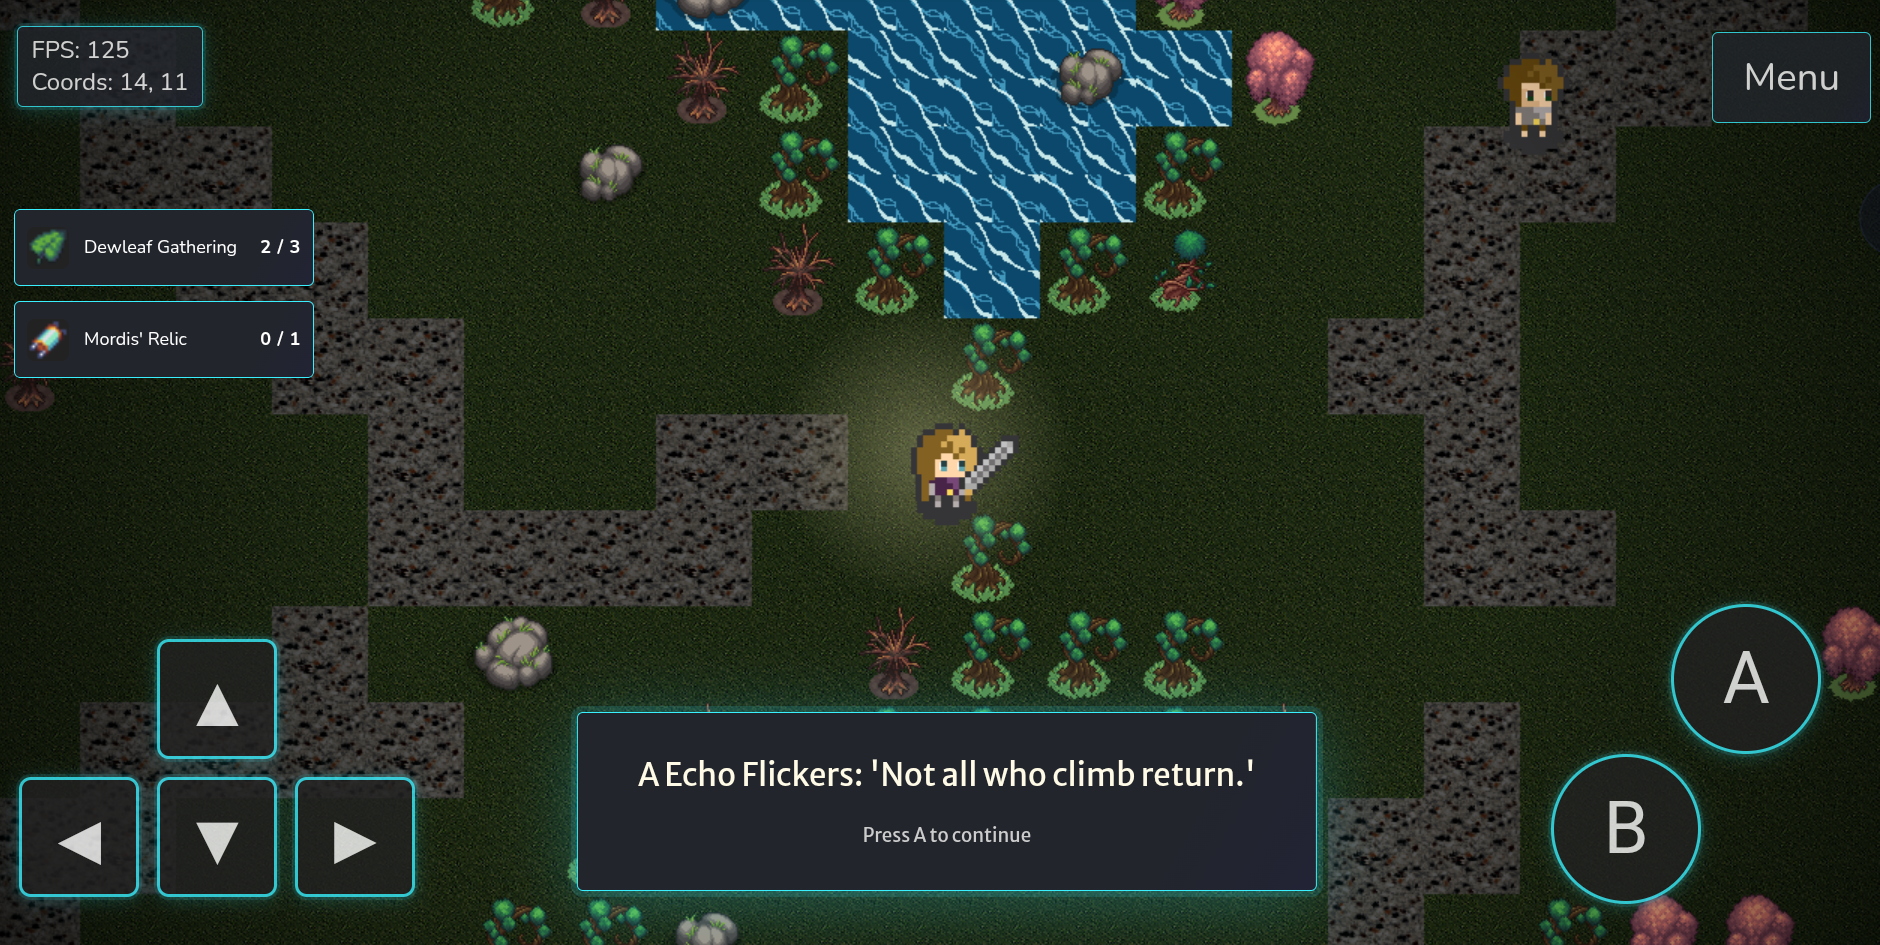 FPS: 125
Coords: 14, 11
Menu
Dewleaf Gathering 2 / 3
Mordis' Relic 0 / 1
A Echo Flickers: 'Not all who climb return.'
Press A to continue
A
B